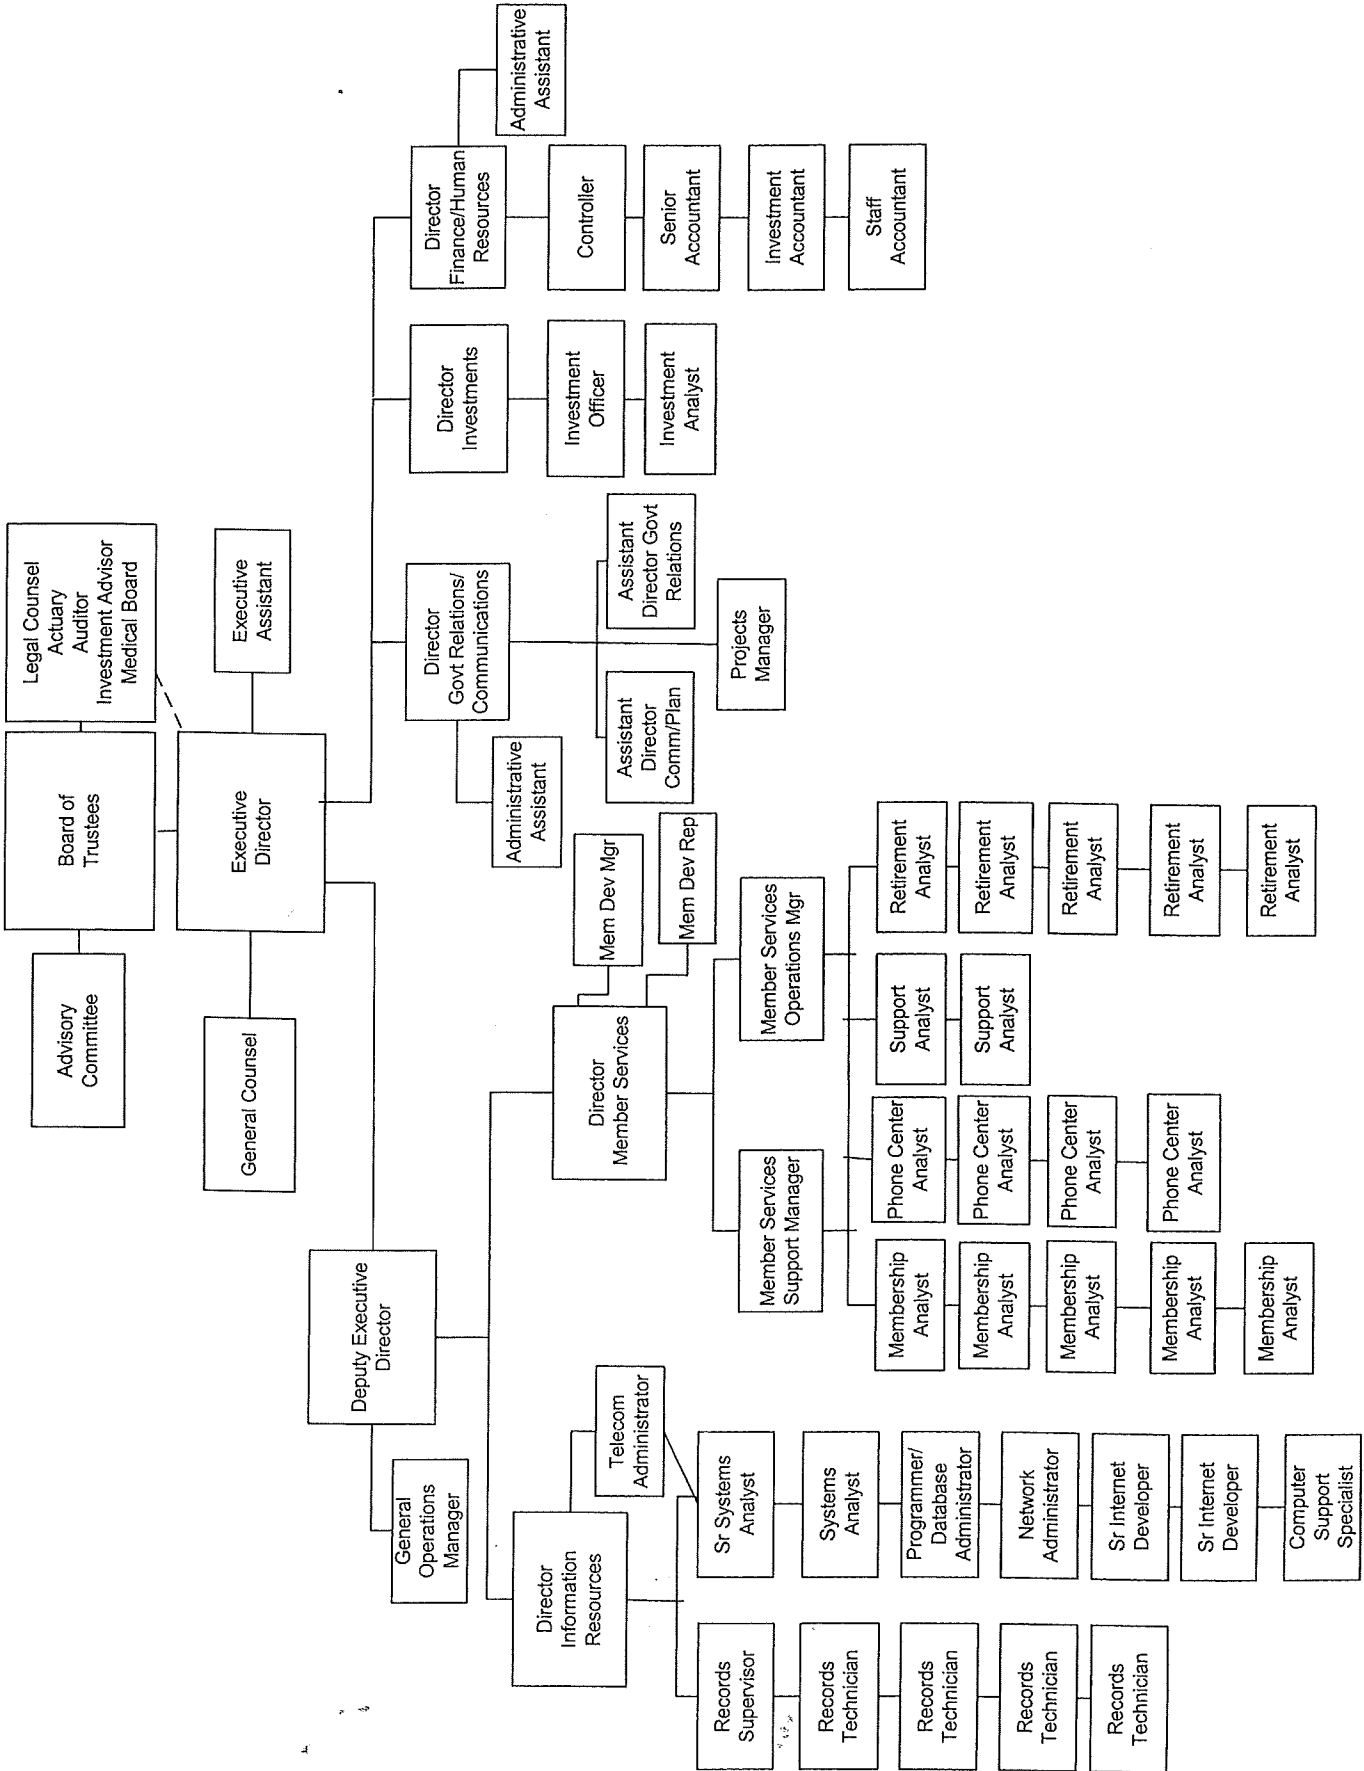 Legal Counsel
Actuary
Auditor
Investment Advisor
Medical Board
Board of
Trustees
Advisory
Committee
Executive
Assistant
Executive
Director
General Counsel
Deputy Executive
Director
General
Operations
Manager
Director
Information
Resources
Telecom
Administrator
Records
Supervisor
Records
Technician
Records
Technician
Records
Technician
Records
Technician
Sr Systems
Analyst
Systems
Analyst
Programmer/
Database
Administrator
Network
Administrator
Sr Internet
Developer
Sr Internet
Developer
Computer
Support
Specialist
Director
Member Services
Mem Dev Mgr
Mem Dev Rep
Member Services
Support Manager
Member Services
Operations Mgr
Membership
Analyst
Membership
Analyst
Membership
Analyst
Membership
Analyst
Membership
Analyst
Phone Center
Analyst
Phone Center
Analyst
Phone Center
Analyst
Phone Center
Analyst
Support
Analyst
Support
Analyst
Retirement
Analyst
Retirement
Analyst
Retirement
Analyst
Retirement
Analyst
Retirement
Analyst
Director
Govt Relations/
Communications
Administrative
Assistant
Assistant
Director
Comm/Plan
Assistant
Director Govt
Relations
Projects
Manager
Director
Investments
Investment
Officer
Investment
Analyst
Director
Finance/Human
Resources
Administrative
Assistant
Controller
Senior
Accountant
Investment
Accountant
Staff
Accountant